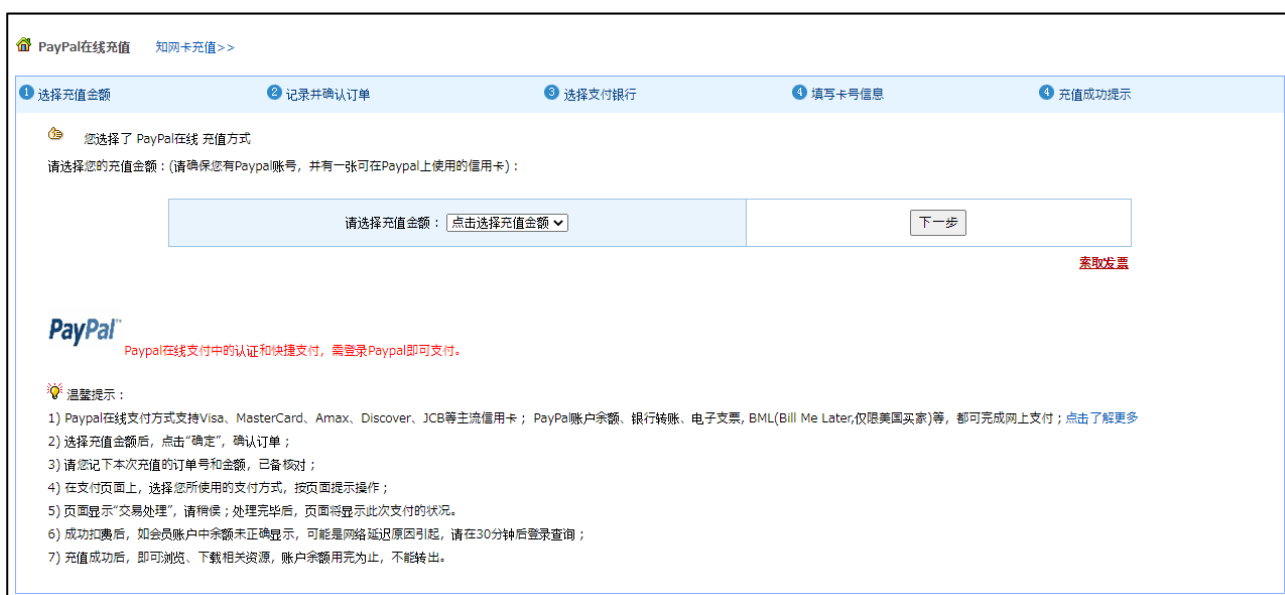 PayPal在线充值 知网卡充值>>
1 选择充值金额 2 记录并确认订单 3 选择支付银行 4 填写卡号信息 4 充值成功提示
您选择了 PayPal在线 充值方式
请选择您的充值金额：(请确保您有Paypal账号，并有一张可在Paypal上使用的信用卡)：
请选择充值金额： 点击选择充值金额 下一步
索取发票
PayPal™
Paypal在线支付中的认证和快捷支付，需登录Paypal即可支付。
温馨提示：
1) Paypal在线支付方式支持Visa、MasterCard、Amax、Discover、JCB等主流信用卡； PayPal账户余额、银行转账、电子支票, BML(Bill Me Later,仅限美国买家)等，都可完成网上支付；点击了解更多
2) 选择充值金额后，点击“确定”，确认订单；
3) 请您记下本次充值的订单号和金额，已备核对；
4) 在支付页面上，选择您所使用的支付方式，按页面提示操作；
5) 页面显示“交易处理”，请稍侯；处理完毕后，页面将显示此次支付的状况。
6) 成功扣费后，如会员账户中余额未正确显示，可能是网络延迟原因引起，请在30分钟后登录查询；
7) 充值成功后，即可浏览、下载相关资源，账户余额用完为止，不能转出。